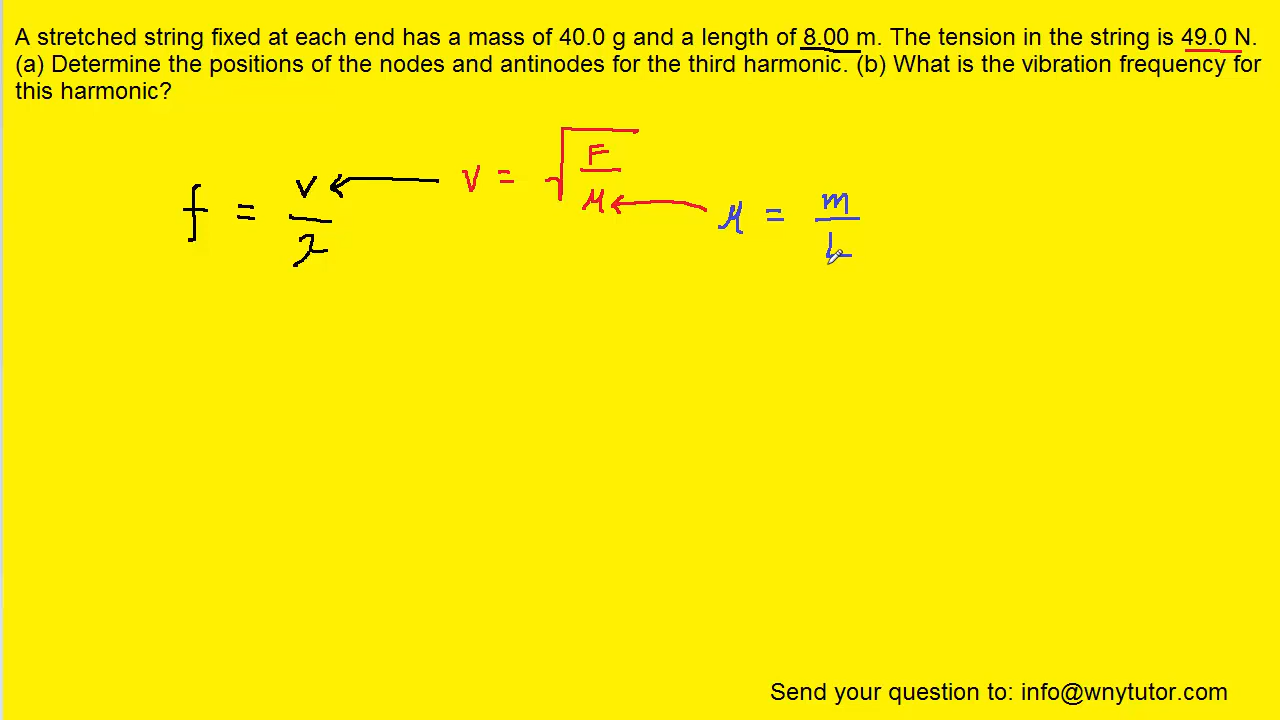 A stretched string fixed at each end has a mass of 40.0 g and a length of 8.00 m. The tension in the string is 49.0 N.
(a) Determine the positions of the nodes and antinodes for the third harmonic. (b) What is the vibration frequency for
this harmonic?
f = v/λ ← v = √(F/μ) ← μ = m/L
Send your question to: info@wnytutor.com